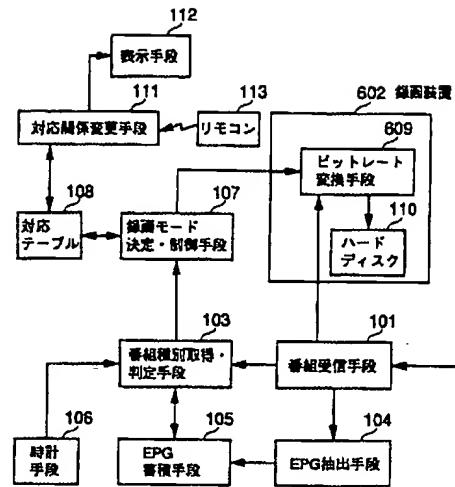 112
表示手段
111
対応関係変更手段
113
リモコン
602 録画装置
609
ビットレート
変換手段
110
ハード
ディスク
108
対応
テーブル
107
録画モード
決定・制御手段
103
番組種別取得・
判定手段
101
番組受信手段
106
時計
手段
105
EPG
蓄積手段
104
EPG抽出手段